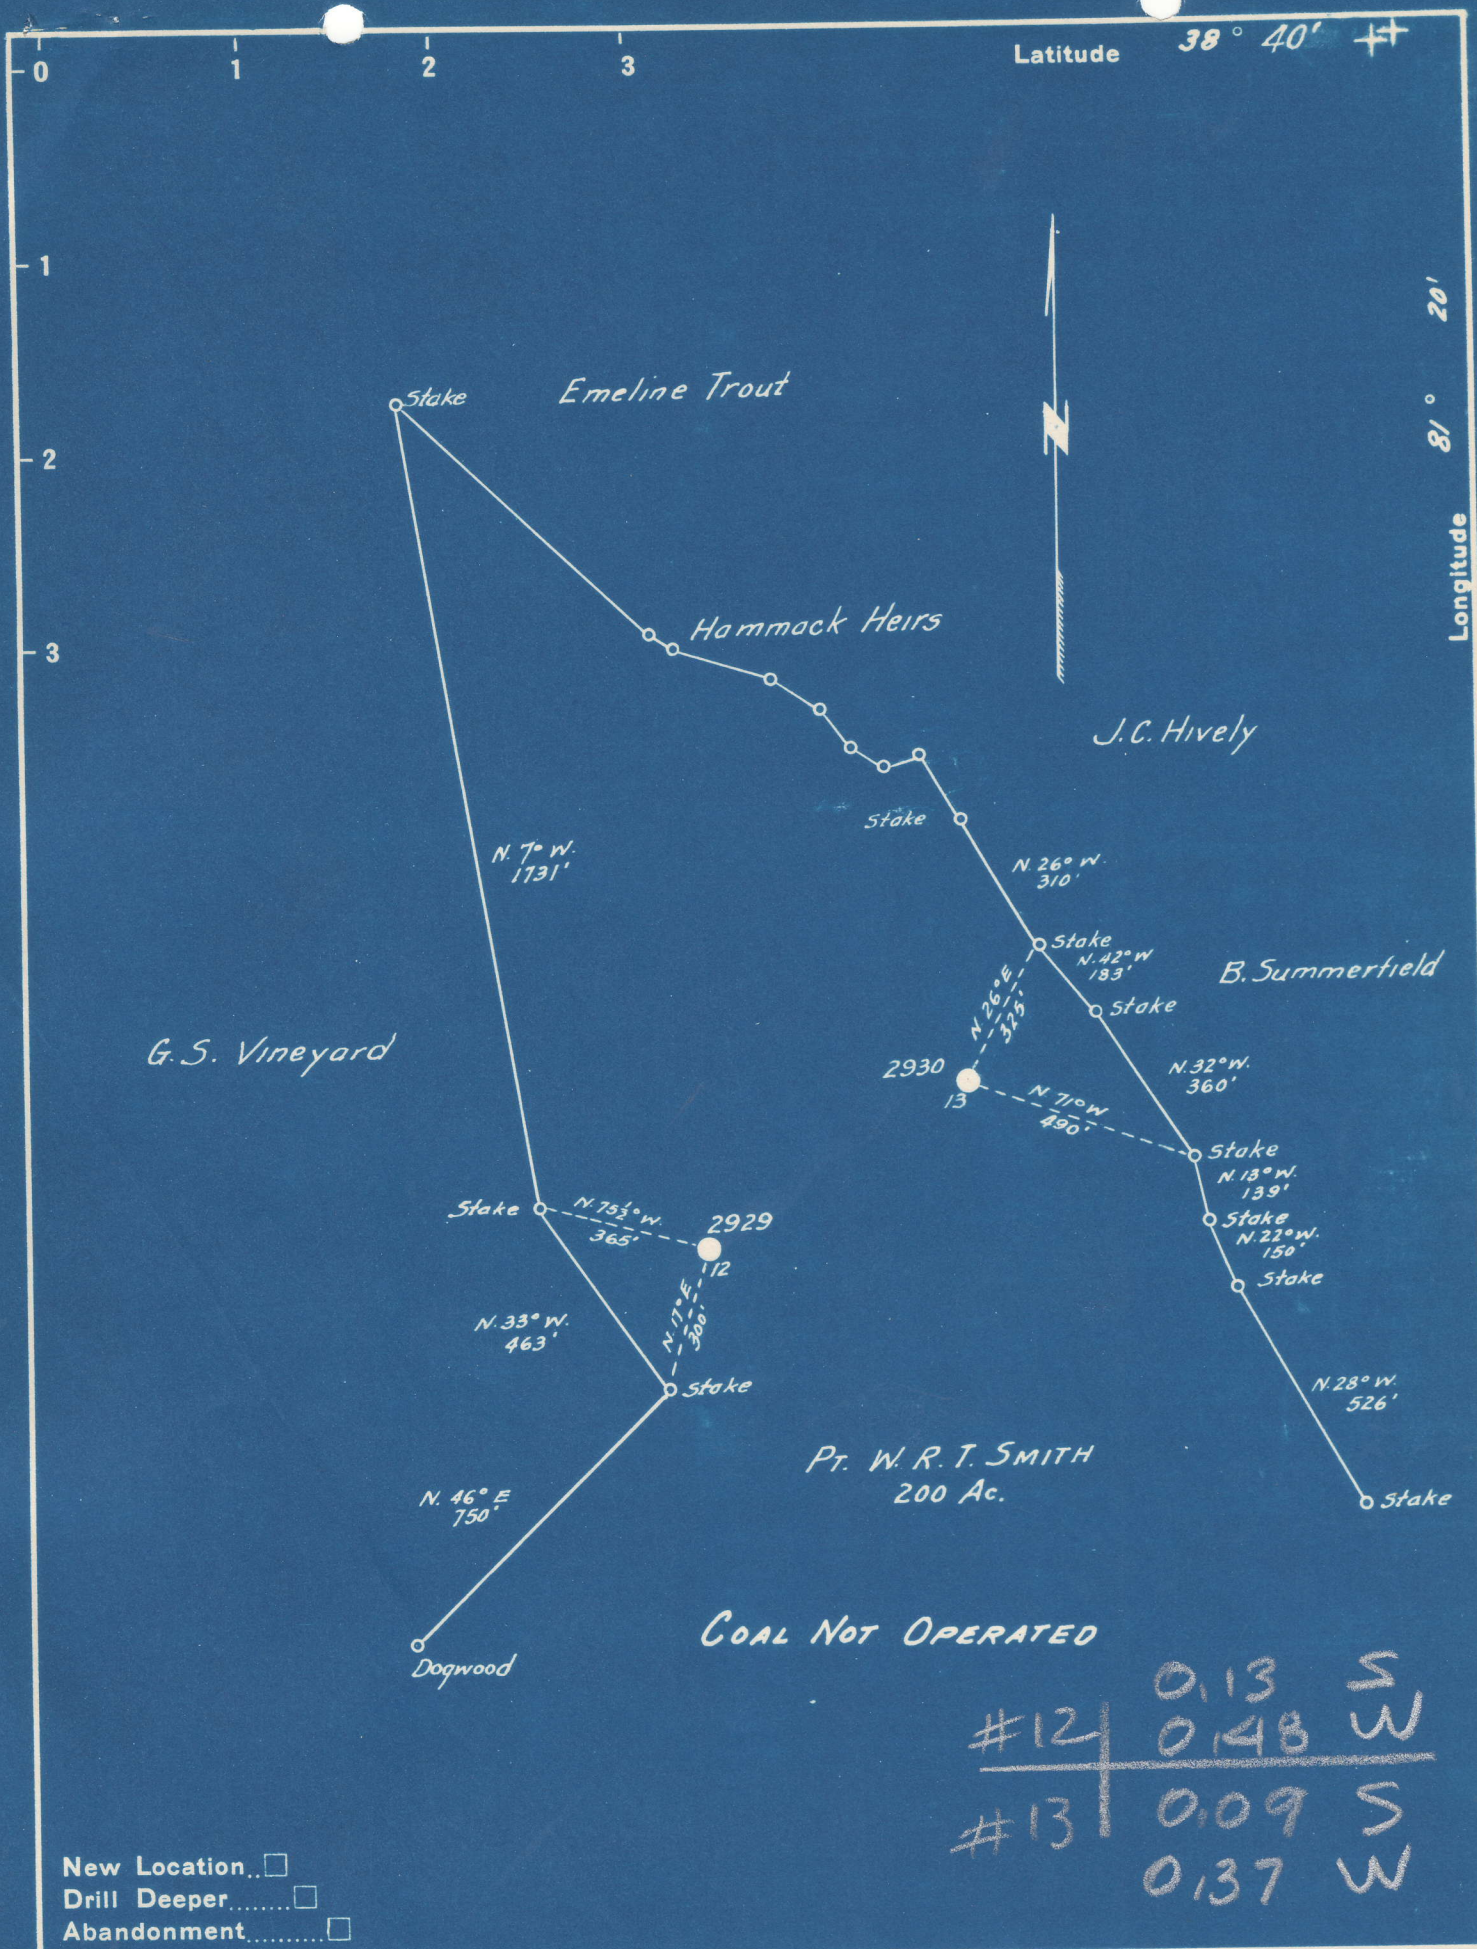 0 1 2 3 Latitude 38° 40'
1
2
3
Longitude 81° 20'
Stake
Emeline Trout
Hammack Heirs
J.C. Hively
Stake
N. 7° W.
1731'
N. 26° W.
310'
Stake
N. 42° W
183'
B. Summerfield
Stake
N. 26° E
325'
G. S. Vineyard
2930
13
N. 32° W.
360'
N 71° W
490'
Stake
N. 13° W.
139'
Stake
N. 75½° W.
365'
2929
12
Stake
N. 22° W.
150'
Stake
N. 17° E
300'
N. 33° W.
463'
Stake
N. 28° W.
526'
Pt. W. R. T. Smith
200 Ac.
N. 46° E
750'
Stake
Coal Not Operated
Dogwood
0.13 S
#12 0.48 W
0.09 S
#13
0.37 W
New Location..
Drill Deeper.......
Abandonment..........